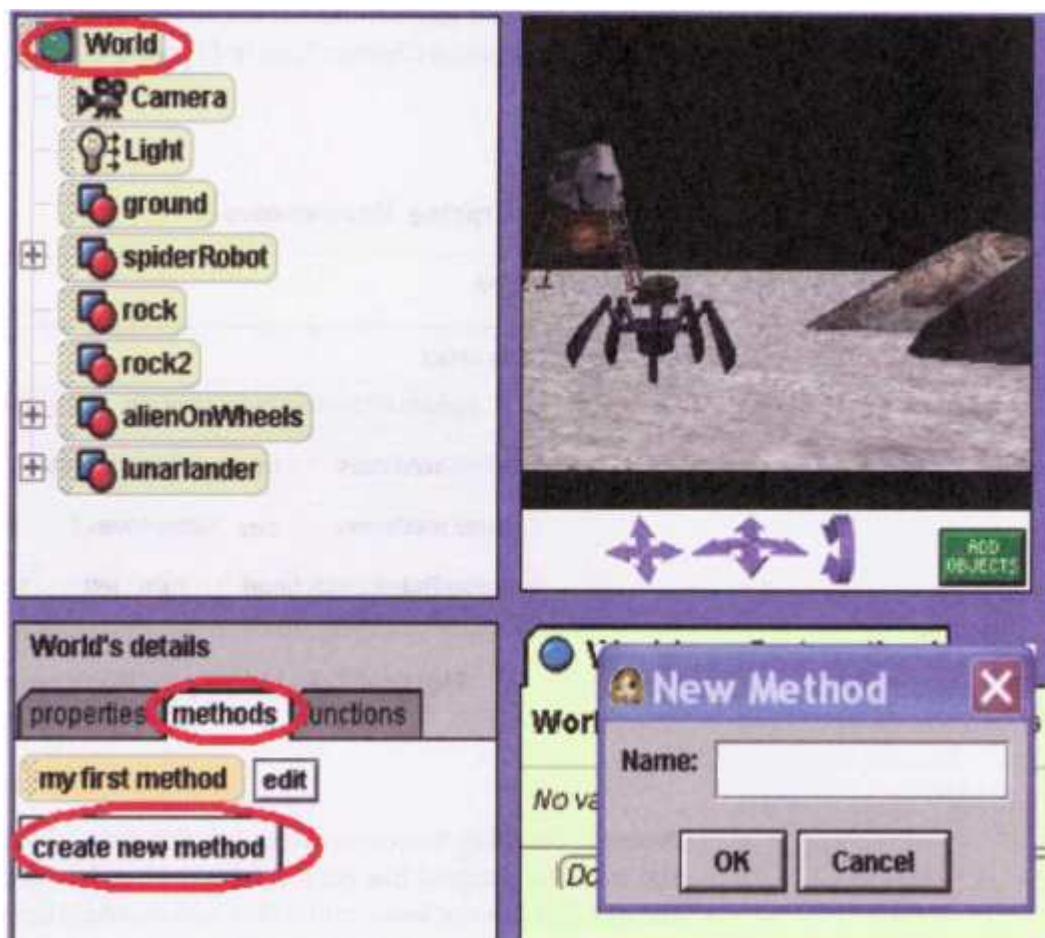 World
Camera
Light
ground
spiderRobot
rock
rock2
alienOnWheels
lunarlander
ADD
OBJECTS
World's details
properties
methods
functions
my first method
edit
create new method
New Method
Name:
No va
OK
Cancel